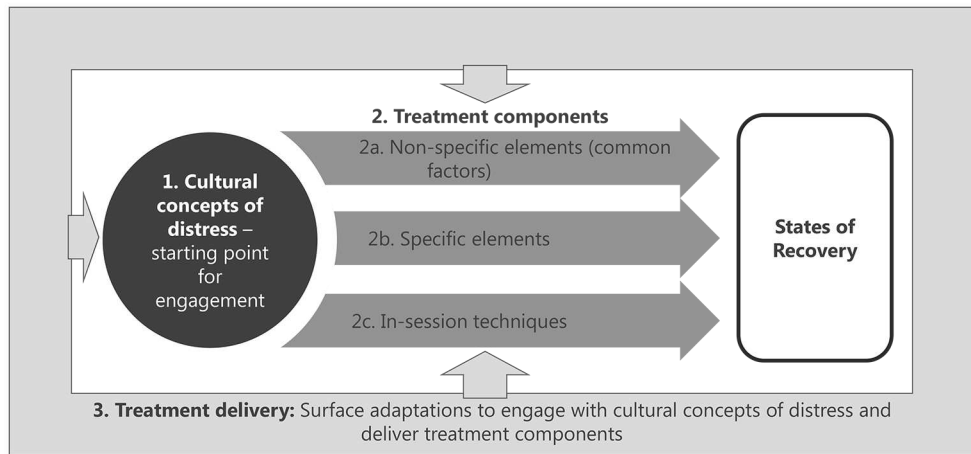 2. Treatment components
2a. Non-specific elements (common
factors)
1. Cultural
concepts of
distress –
starting point
for
engagement
2b. Specific elements
2c. In-session techniques
States of
Recovery
3. Treatment delivery: Surface adaptations to engage with cultural concepts of distress and
deliver treatment components